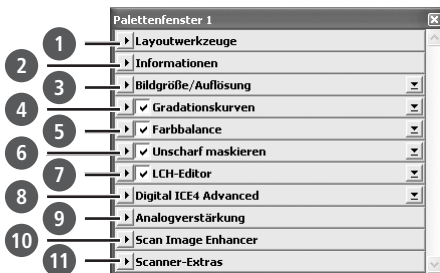 Palettenfenster 1
1 Layoutwerkzeuge
2 Informationen
3 Bildgröße/Auflösung
4 Gradationskurven
5 Farbbalance
6 Unscharf maskieren
7 LCH-Editor
8 Digital ICE4 Advanced
9 Analogverstärkung
10 Scan Image Enhancer
11 Scanner-Extras